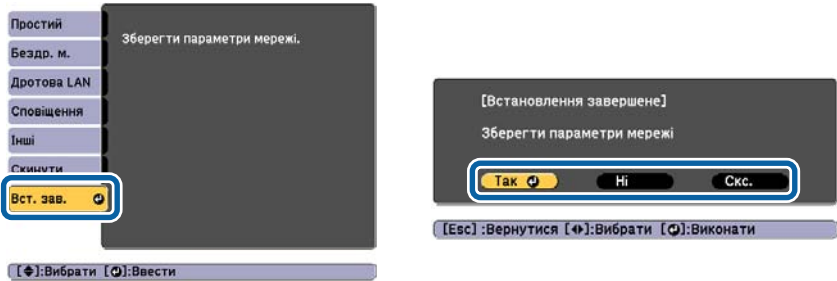 Простий
Бездр. м.
Дротова LAN
Сповіщення
Інші
Скинути
Вст. зав.
Зберегти параметри мережі.
[ ]:Вибрати [ ]:Ввести
[Встановлення завершене]
Зберегти параметри мережі
Так Ні Скс.
[Esc] :Вернутися [ ]:Вибрати [ ]:Виконати